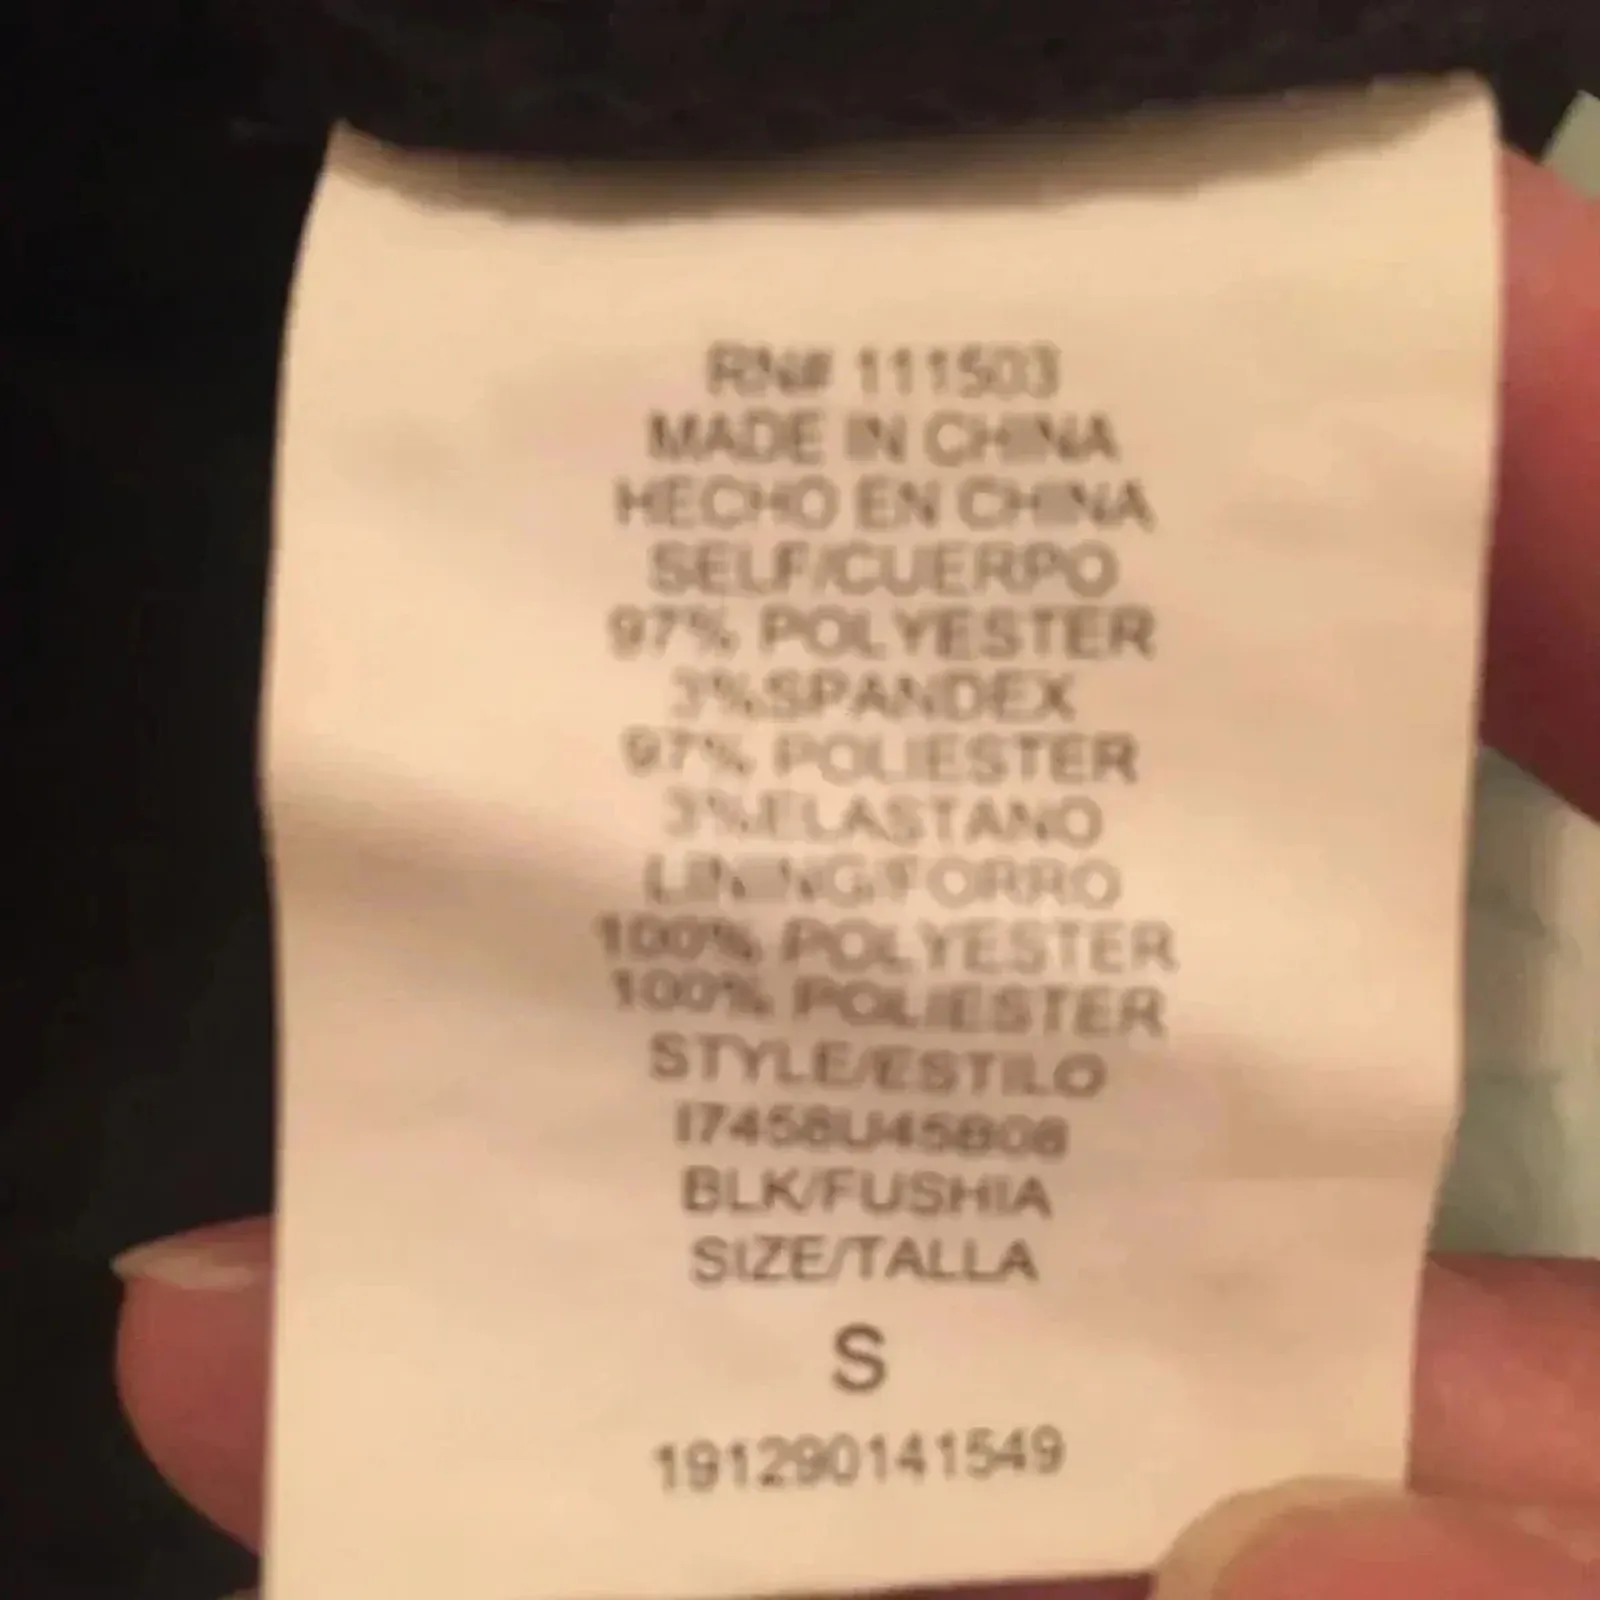 RN# 111503
MADE IN CHINA
HECHO EN CHINA
SELF/CUERPO
97% POLYESTER
3%SPANDEX
97% POLIESTER
3%ELASTANO
LINING/FORRO
100% POLYESTER
100% POLIESTER
STYLE/ESTILO
I7458U45B08
BLK/FUSHIA
SIZE/TALLA
S
191290141549